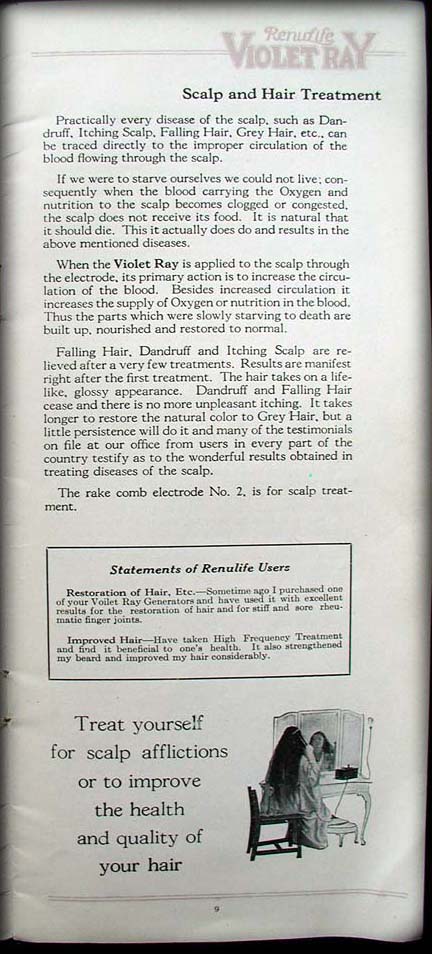 Renulife
VIOLET RAY
Scalp and Hair Treatment
Practically every disease of the scalp, such as Dan-
druff, Itching Scalp, Falling Hair, Grey Hair, etc., can
be traced directly to the improper circulation of the
blood flowing through the scalp.
If we were to starve ourselves we could not live; con-
sequently when the blood carrying the Oxygen and
nutrition to the scalp becomes clogged or congested,
the scalp does not receive its food. It is natural that
it should die. This it actually does do and results in the
above mentioned diseases.
When the Violet Ray is applied to the scalp through
the electrode, its primary action is to increase the circu-
lation of the blood. Besides increased circulation it
increases the supply of Oxygen or nutrition in the blood.
Thus the parts which were slowly starving to death are
built up, nourished and restored to normal.
Falling Hair, Dandruff and Itching Scalp are re-
lieved after a very few treatments. Results are manifest
right after the first treatment. The hair takes on a life-
like, glossy appearance. Dandruff and Falling Hair
cease and there is no more unpleasant itching. It takes
longer to restore the natural color to Grey Hair, but a
little persistence will do it and many of the testimonials
on file at our office from users in every part of the
country testify as to the wonderful results obtained in
treating diseases of the scalp.
The rake comb electrode No. 2, is for scalp treat-
ment.
Statements of Renulife Users
Restoration of Hair, Etc.—Sometime ago I purchased one
of your Voilet Ray Generators and have used it with excellent
results for the restoration of hair and for stiff and sore rheu-
matic finger joints.
Improved Hair—Have taken High Frequency Treatment
and find it beneficial to one's health. It also strengthened
my beard and improved my hair considerably.
Treat yourself
for scalp afflictions
or to improve
the health
and quality of
your hair
9